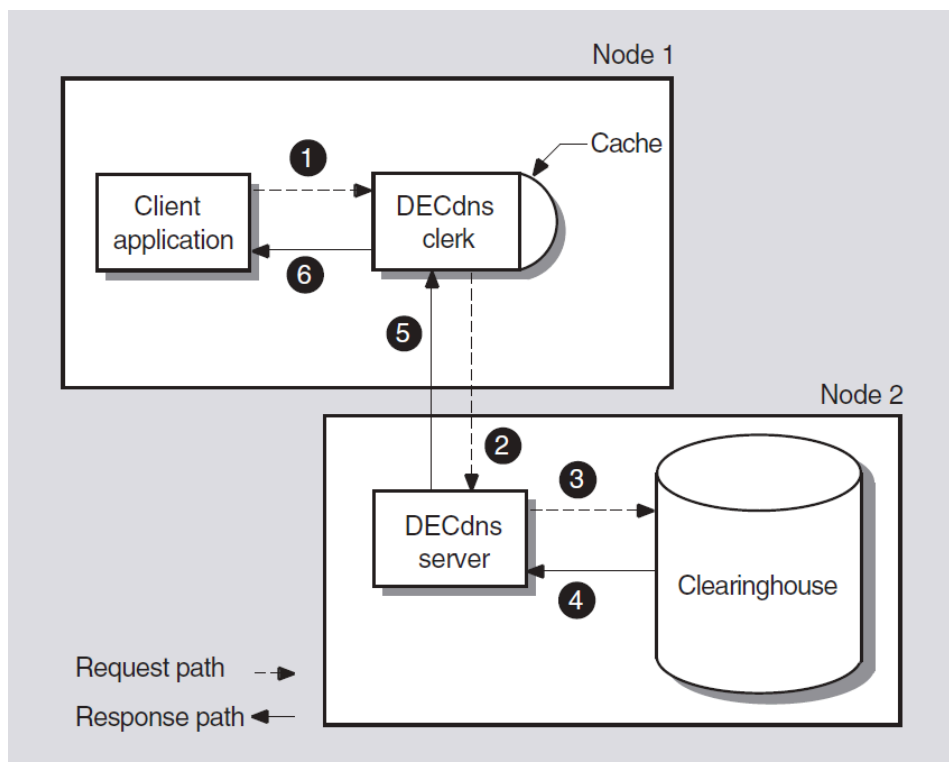 Node 1
Cache
1
Client
application
DECdns
clerk
6
5
Node 2
2
3
DECdns
server
4
Clearinghouse
Request path
Response path